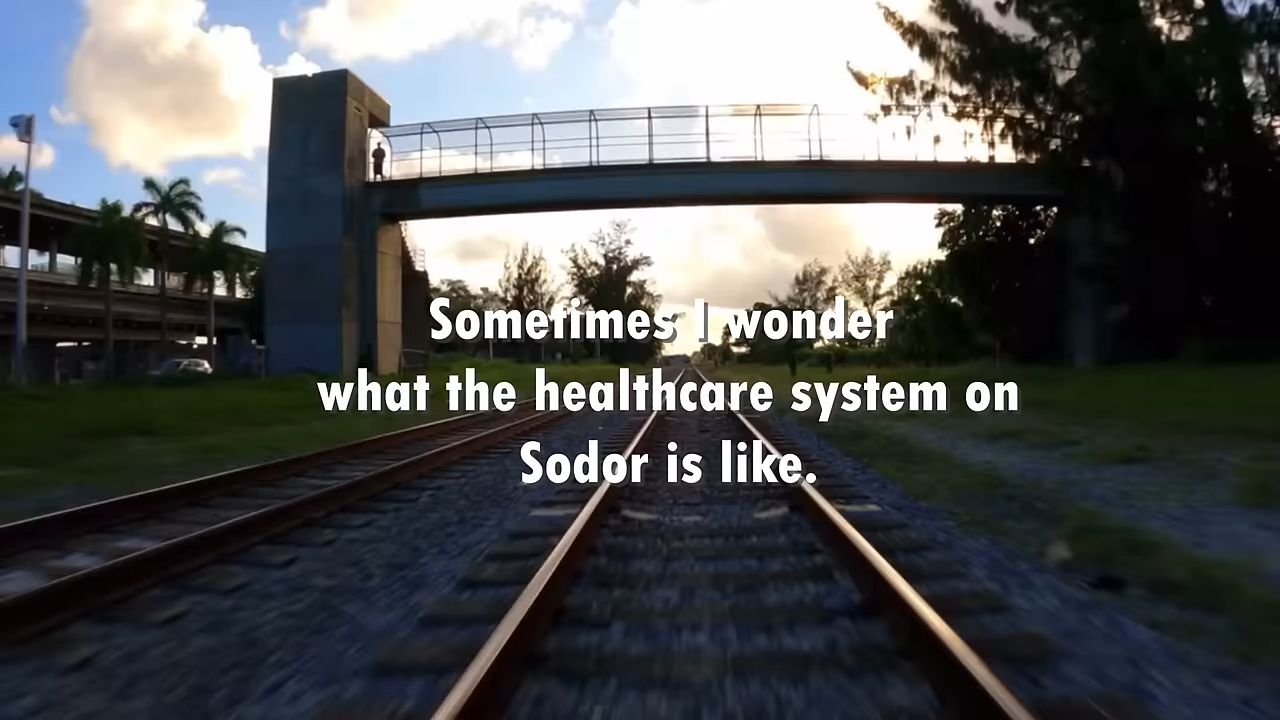 Sometimes I wonder
what the healthcare system on
Sodor is like.